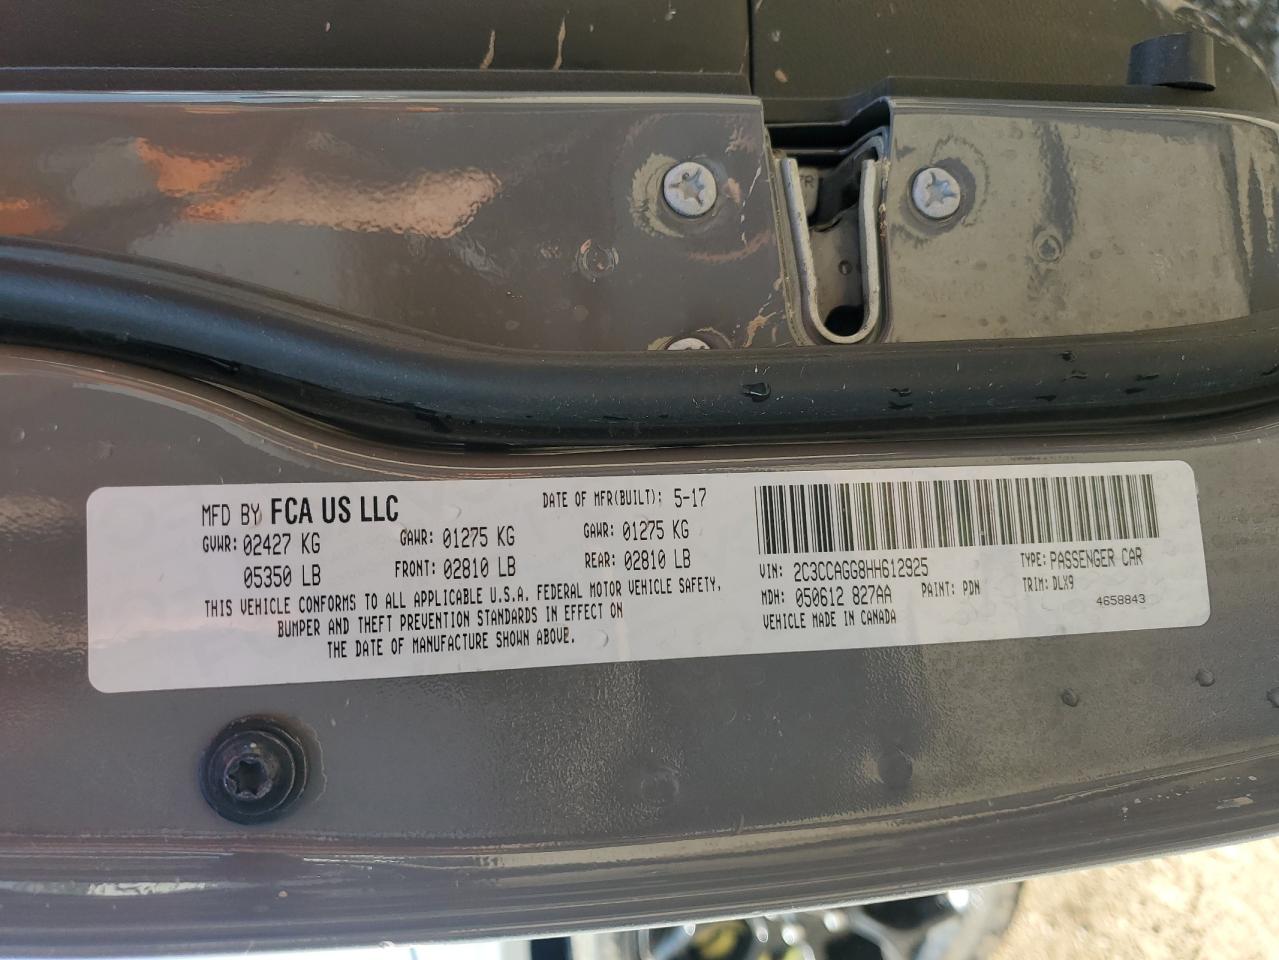 MFD BY FCA US LLC
DATE OF MFR(BUILT): 5-17
GVWR: 02427 KG GAWR: 01275 KG GAWR: 01275 KG
05350 LB FRONT: 02810 LB REAR: 02810 LB
THIS VEHICLE CONFORMS TO ALL APPLICABLE U.S.A. FEDERAL MOTOR VEHICLE SAFETY,
BUMPER AND THEFT PREVENTION STANDARDS IN EFFECT ON
THE DATE OF MANUFACTURE SHOWN ABOVE.
VIN: 2C3CCAGG8HH612925 TYPE: PASSENGER CAR
MDH: 050612 827AA PAINT: PDN TRIM: DLX9
VEHICLE MADE IN CANADA 4658843